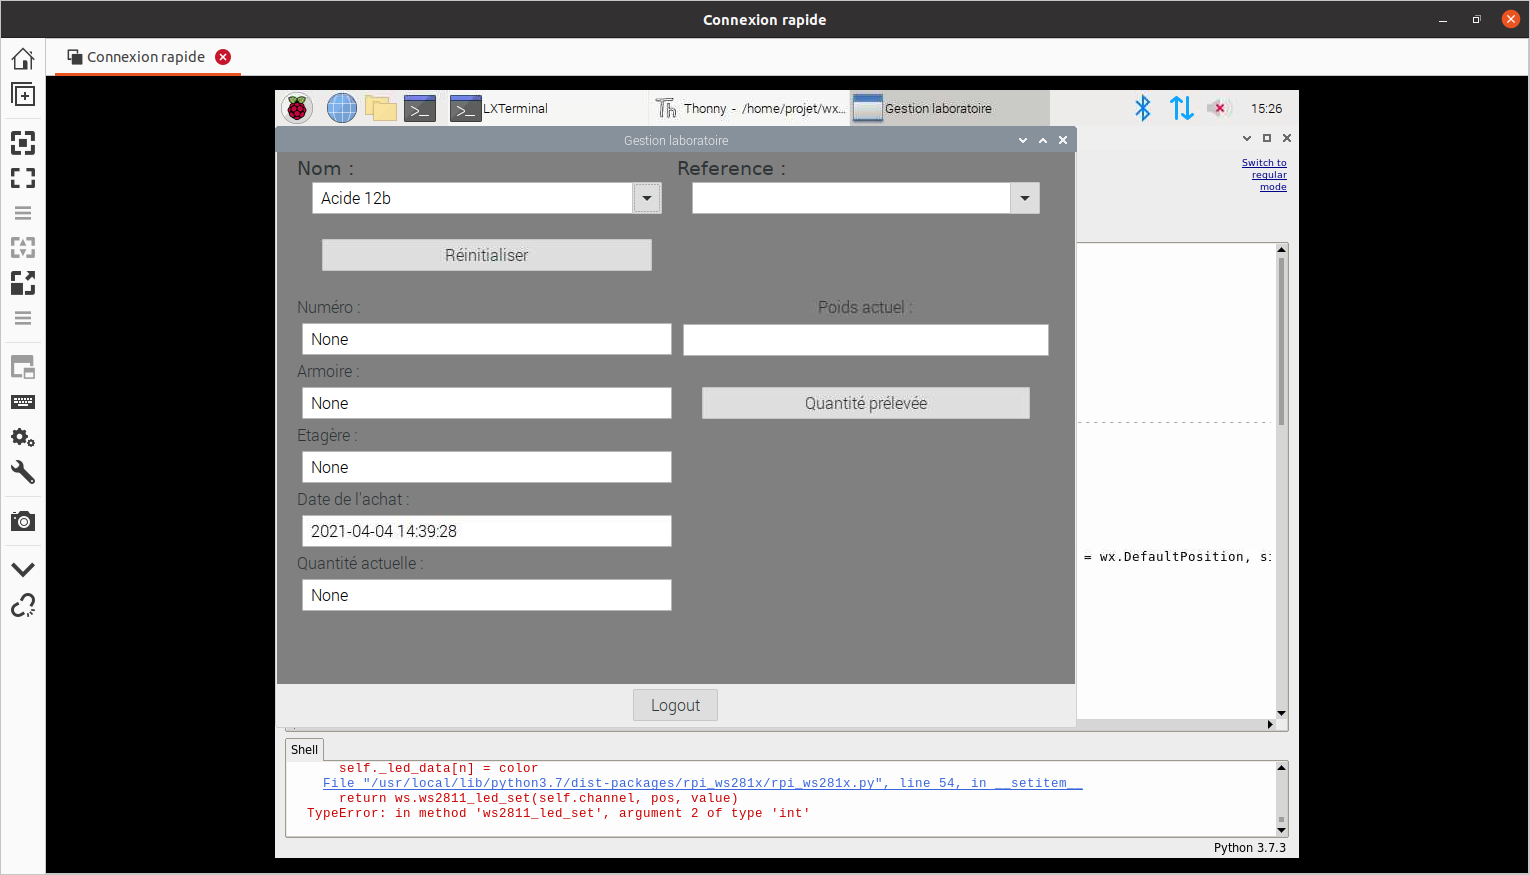 Connexion rapide
Connexion rapide
LXTerminal
Thonny - /home/projet/wx...
Gestion laboratoire
15:26
Gestion laboratoire
Switch to
regular
mode
Nom :
Reference :
Acide 12b
Réinitialiser
Numéro :
Poids actuel :
None
Armoire :
None
Quantité prélevée
Etagère :
None
Date de l'achat :
2021-04-04 14:39:28
= wx.DefaultPosition, si
Quantité actuelle :
None
Logout
Shell
self._led_data[n] = color
File "/usr/local/lib/python3.7/dist-packages/rpi_ws281x/rpi_ws281x.py", line 54, in __setitem__
return ws.ws2811_led_set(self.channel, pos, value)
TypeError: in method 'ws2811_led_set', argument 2 of type 'int'
Python 3.7.3